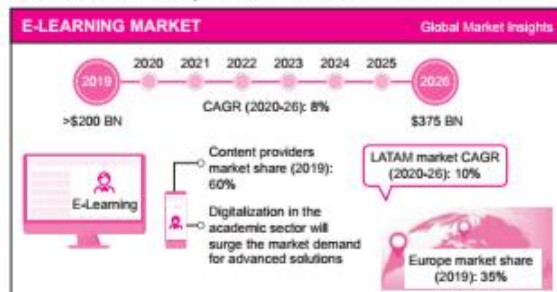 E-LEARNING MARKET
Global Market Insights
2019
2020
2021
2022
2023
2024
2025
2026
CAGR (2020-26): 8%
>$200 BN
$375 BN
E-Learning
Content providers
market share (2019):
60%
Digitalization in the
academic sector will
surge the market demand
for advanced solutions
LATAM market CAGR
(2020-26): 10%
Europe market share
(2019): 35%